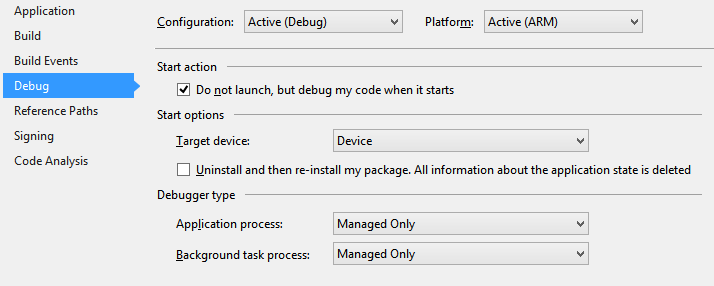 Application
Build
Build Events
Debug
Reference Paths
Signing
Code Analysis
Configuration: Active (Debug) Platform: Active (ARM)
Start action
Do not launch, but debug my code when it starts
Start options
Target device: Device
Uninstall and then re-install my package. All information about the application state is deleted
Debugger type
Application process: Managed Only
Background task process: Managed Only